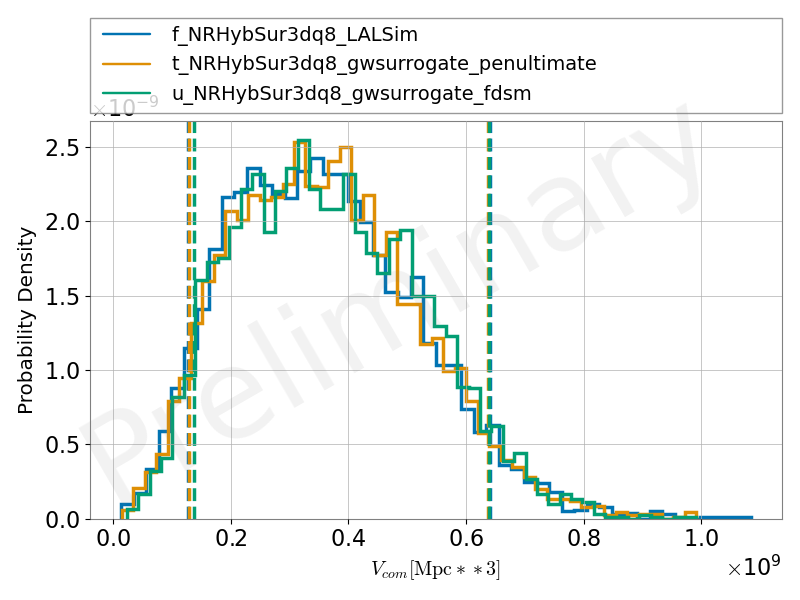 f_NRHybSur3dq8_LALSim
t_NRHybSur3dq8_gwsurrogate_penultimate
u_NRHybSur3dq8_gwsurrogate_fdsm
×10⁻⁹
2.5
2.0
1.5
1.0
0.5
0.0
Probability Density
Preliminary
0.0 0.2 0.4 0.6 0.8 1.0
×10⁹
V_com[Mpc ∗ ∗3]